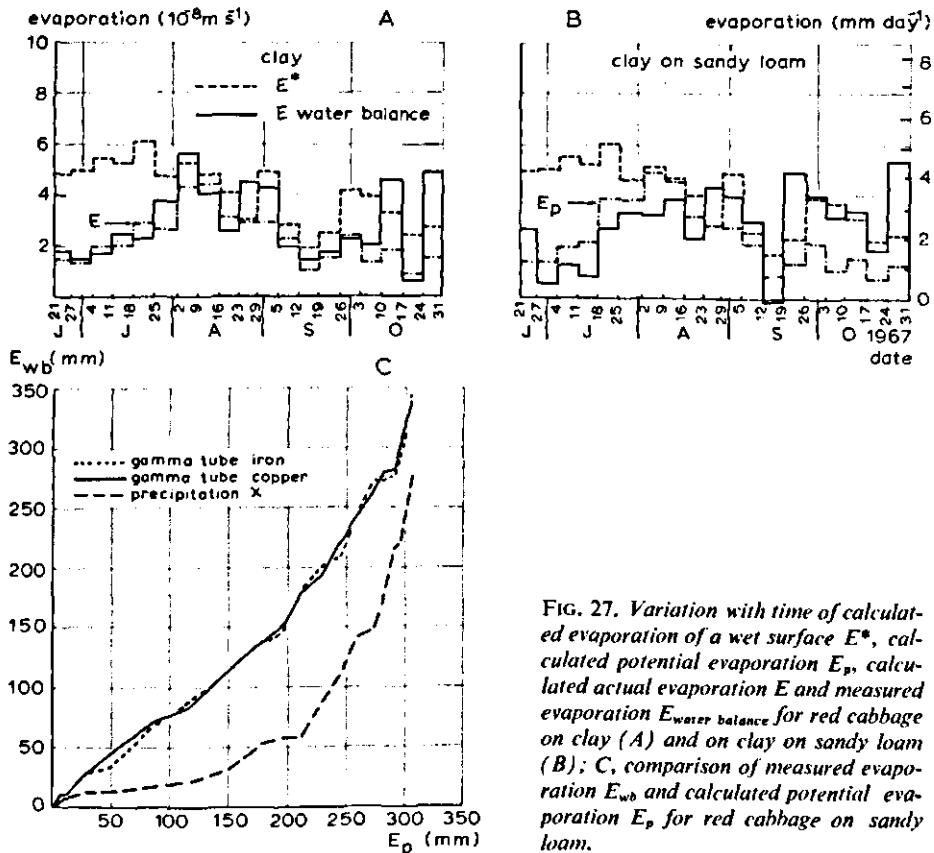 evaporation (10⁻⁸ m s⁻¹)
A
10
8
6
4
2
clay
E*
E water balance
E
21 27 4 11 18 25 2 9 16 23 29 5 12 19 26 3 10 17 24 31
J J A S O
B
evaporation (mm day⁻¹)
clay on sandy loam
8
6
4
2
0
Ep
21 27 4 11 18 25 2 9 16 23 29 5 12 19 26 3 10 17 24 31
J J A S O 1967
date
Ewb (mm)
C
350
300
250
200
150
100
50
0
gamma tube iron
gamma tube copper
precipitation X
50 100 150 200 250 300 350
Ep (mm)
FIG. 27. Variation with time of calculat-
ed evaporation of a wet surface E*, cal-
culated potential evaporation Ep, calcu-
lated actual evaporation E and measured
evaporation Ewater balance for red cabbage
on clay (A) and on clay on sandy loam
(B); C, comparison of measured evapo-
ration Ewb and calculated potential eva-
poration Ep for red cabbage on sandy
loam.